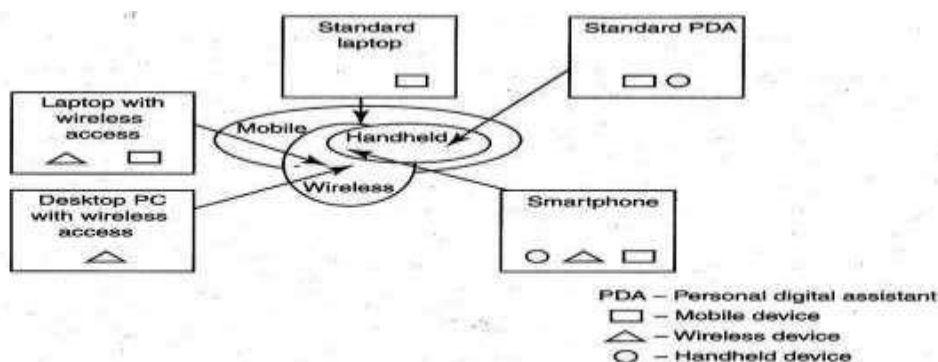 Standard
laptop
Standard PDA
Laptop with
wireless
access
Mobile
Handheld
Wireless
Desktop PC
with wireless
access
Smartphone
PDA – Personal digital assistant
– Mobile device
– Wireless device
– Handheld device